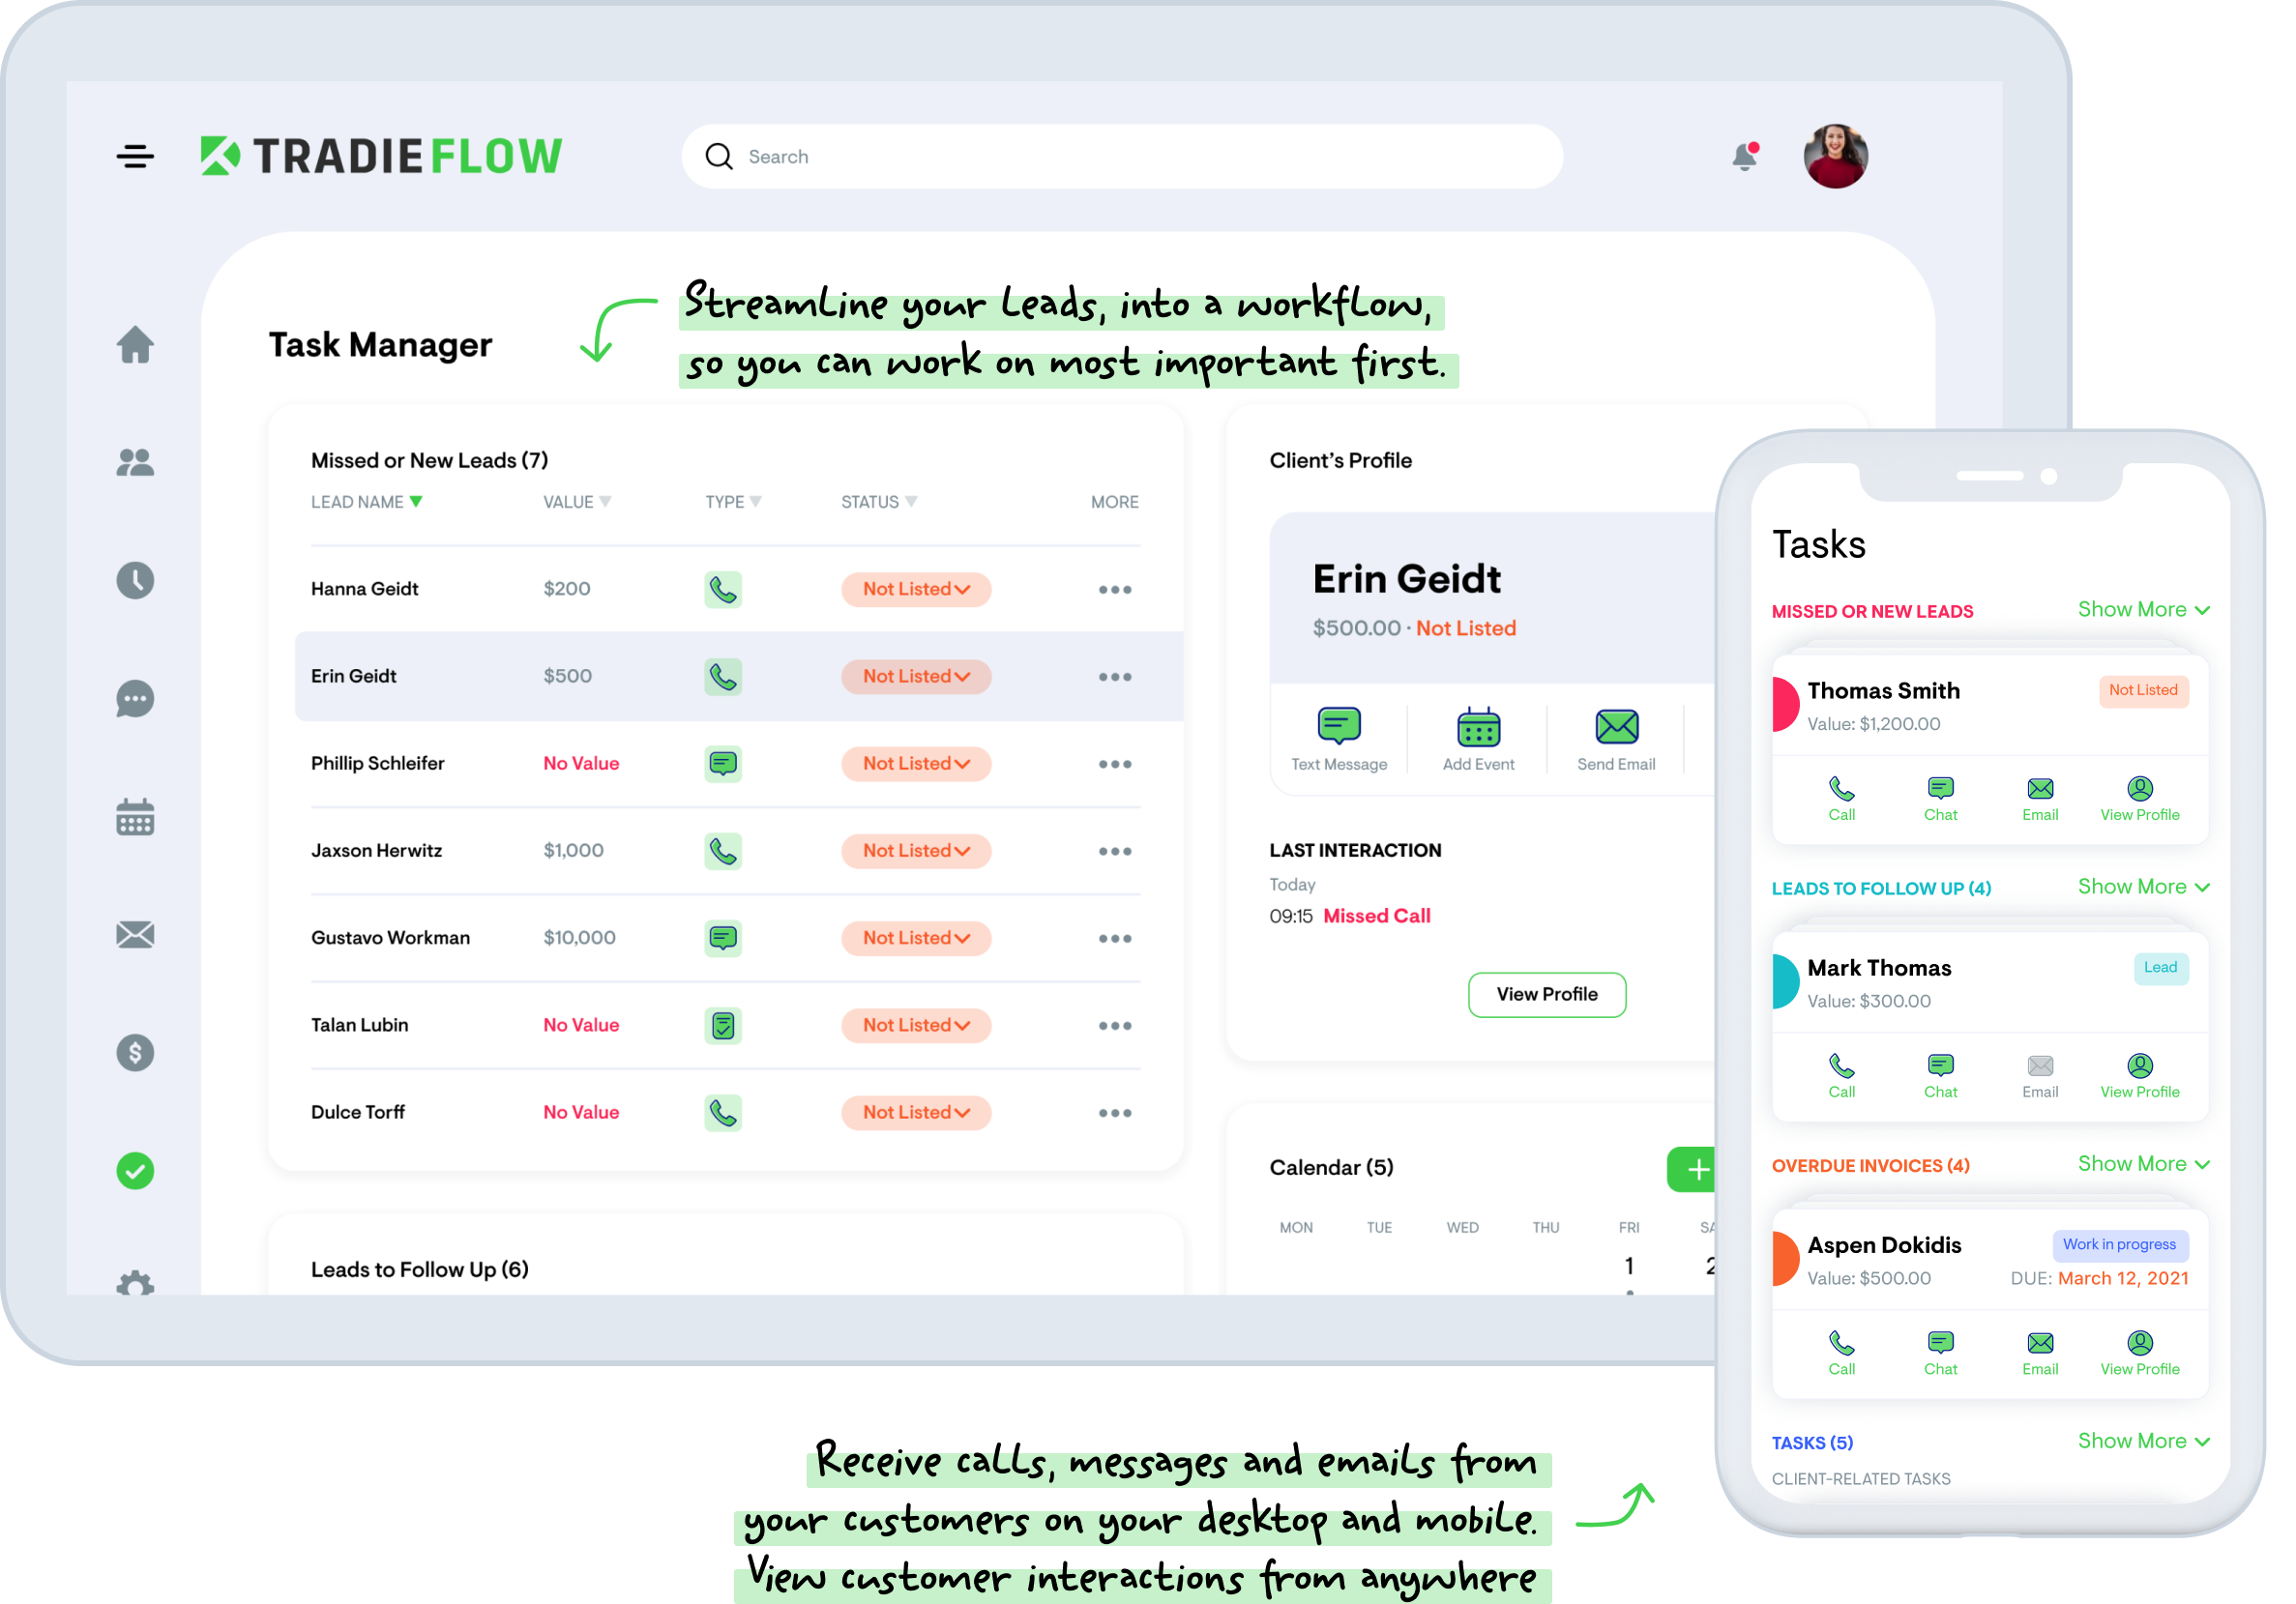 TRADIEFLOW
Search
Task Manager
Streamline your leads, into a workflow,
so you can work on most important first.
Missed or New Leads (7)
LEAD NAME VALUE TYPE STATUS MORE
Hanna Geidt $200 Not Listed
Erin Geidt $500 Not Listed
Phillip Schleifer No Value Not Listed
Jaxson Herwitz $1,000 Not Listed
Gustavo Workman $10,000 Not Listed
Talan Lubin No Value Not Listed
Dulce Torff No Value Not Listed
Leads to Follow Up (6)
Client’s Profile
Erin Geidt
$500.00 · Not Listed
Text Message Add Event Send Email
LAST INTERACTION
Today
09:15 Missed Call
View Profile
Calendar (5)
+
MON TUE WED THU FRI
1 2
Tasks
MISSED OR NEW LEADS Show More
Thomas Smith Not Listed
Value: $1,200.00
Call Chat Email View Profile
LEADS TO FOLLOW UP (4) Show More
Mark Thomas Lead
Value: $300.00
Call Chat Email View Profile
OVERDUE INVOICES (4) Show More
Aspen Dokidis Work in progress
Value: $500.00 DUE: March 12, 2021
Call Chat Email View Profile
TASKS (5) Show More
CLIENT-RELATED TASKS
Receive calls, messages and emails from
your customers on your desktop and mobile.
View customer interactions from anywhere